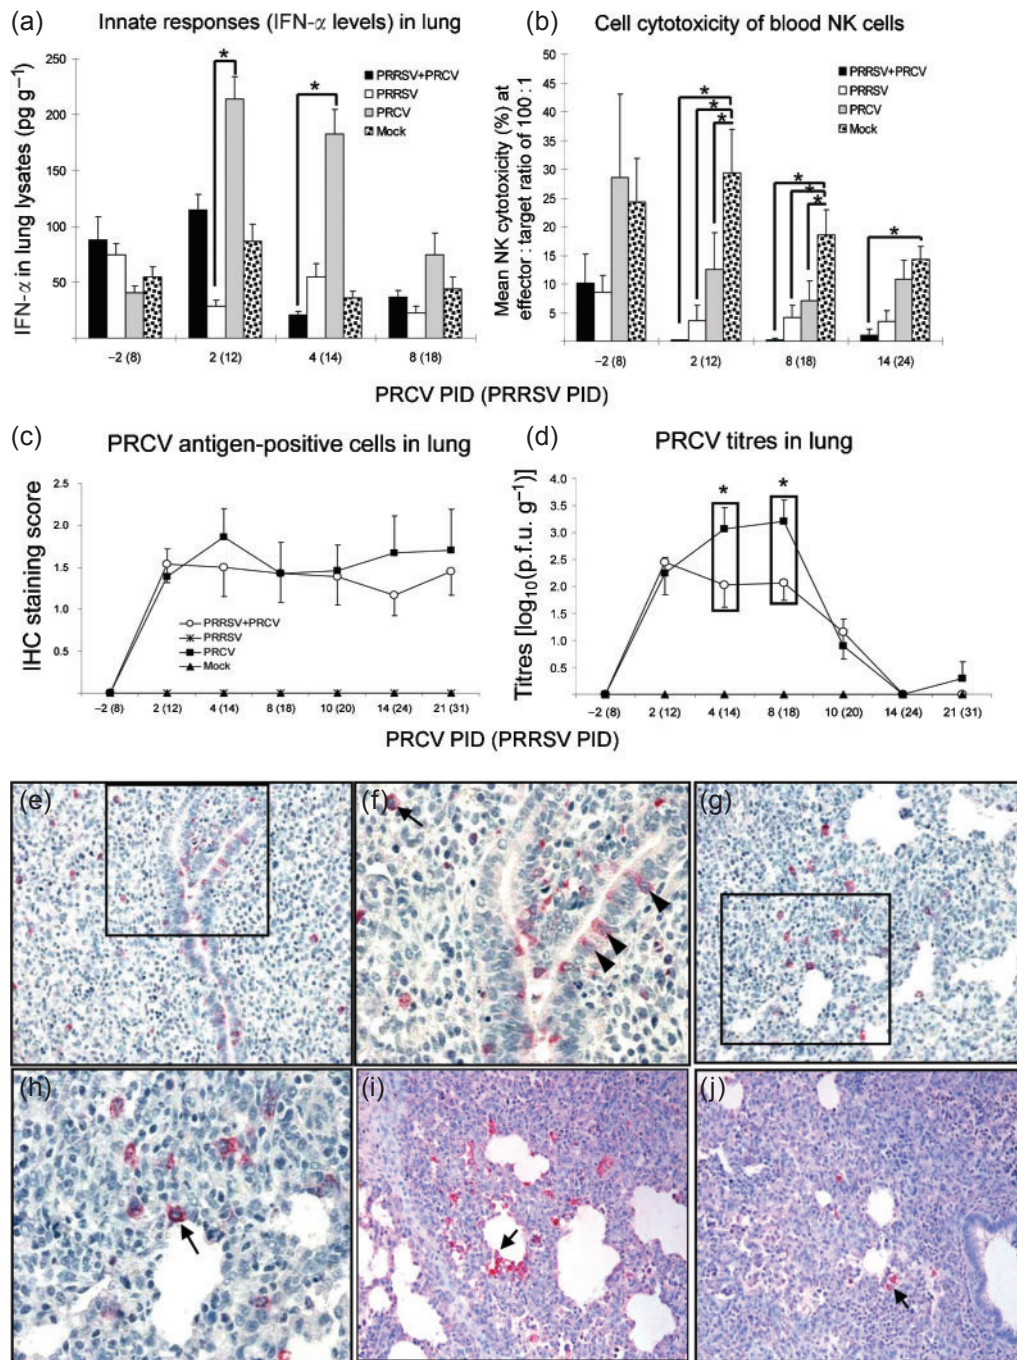 (a) Innate responses (IFN-α levels) in lung
IFN-α in lung lysates (pg g⁻¹)
250
200
150
100
50
PRRSV+PRCV
PRRSV
PRCV
Mock
*
*
−2 (8) 2 (12) 4 (14) 8 (18)
(b) Cell cytotoxicity of blood NK cells
Mean NK cytotoxicity (%) at
effector : target ratio of 100 : 1
50
45
40
35
30
25
20
15
10
5
PRRSV+PRCV
PRRSV
PRCV
Mock
*
*
*
*
*
*
*
−2 (8) 2 (12) 8 (18) 14 (24)
PRCV PID (PRRSV PID)
(c) PRCV antigen-positive cells in lung
IHC staining score
2.5
2.0
1.5
1.0
0.5
PRRSV+PRCV
PRRSV
PRCV
Mock
−2 (8) 2 (12) 4 (14) 8 (18) 10 (20) 14 (24) 21 (31)
(d) PRCV titres in lung
Titres [log₁₀(p.f.u. g⁻¹)]
4.0
3.5
3.0
2.5
2.0
1.5
1.0
0.5
*
*
−2 (8) 2 (12) 4 (14) 8 (18) 10 (20) 14 (24) 21 (31)
PRCV PID (PRRSV PID)
(e)
(f)
(g)
(h)
(i)
(j)